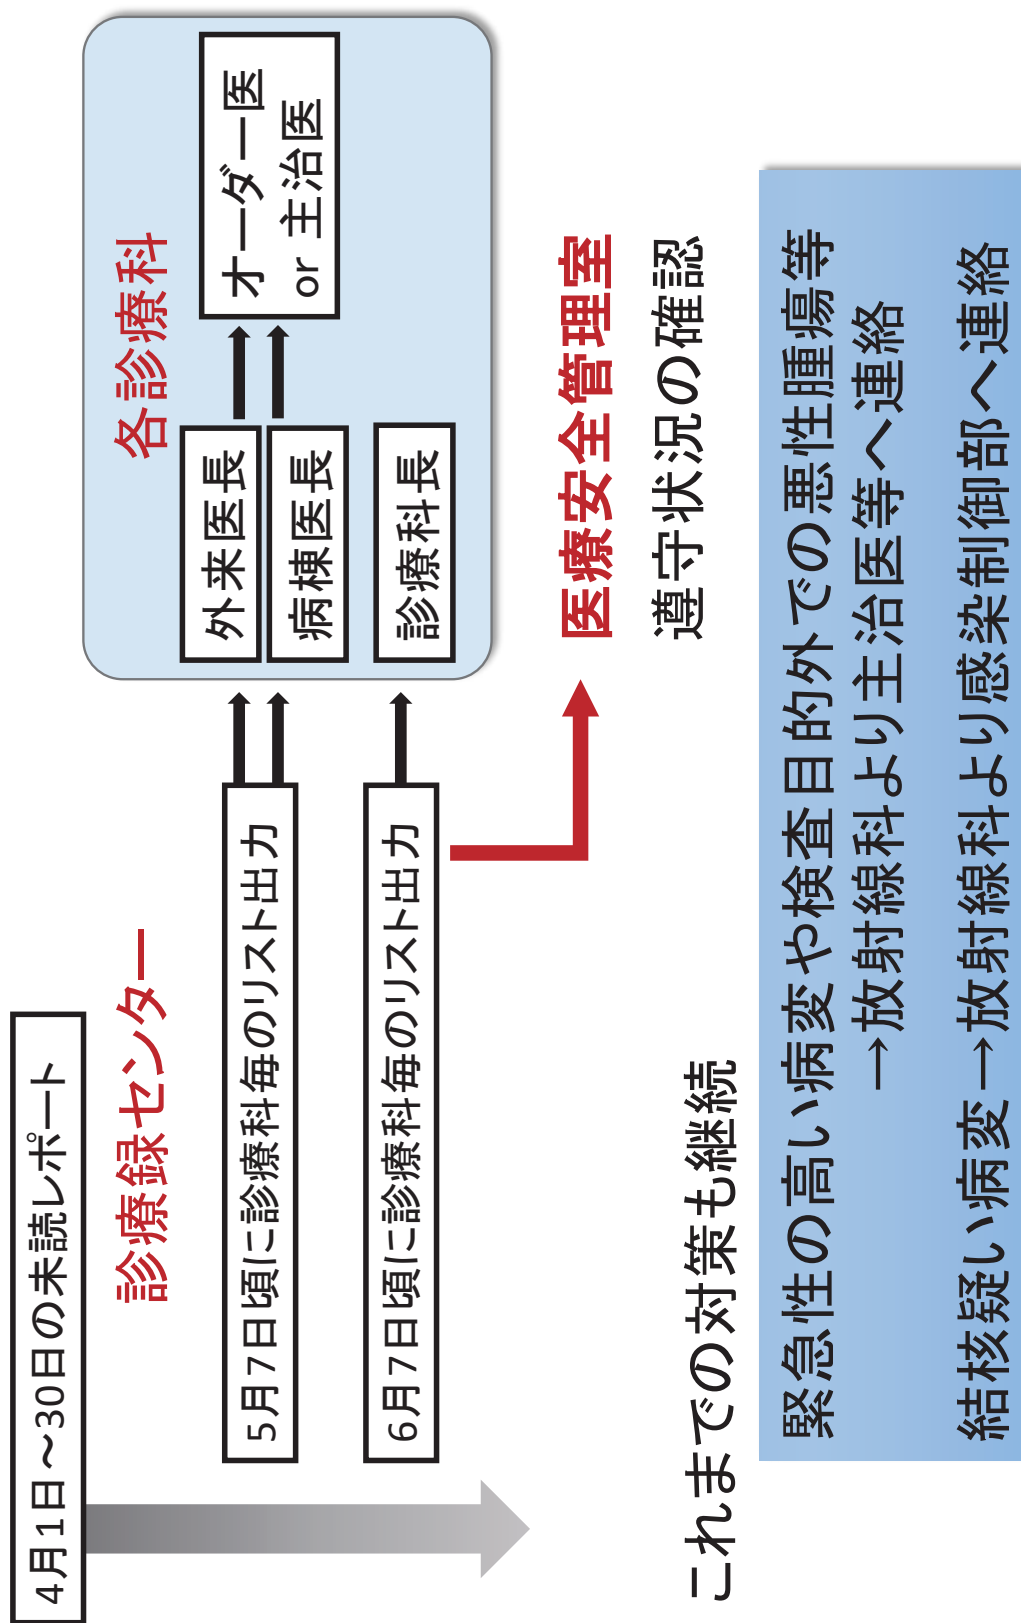 4月1日～30日の未読レポート
診療録センター
各診療科
5月7日頃に診療科毎のリスト出力
外来医長
病棟医長
オーダー医
or 主治医
6月7日頃に診療科毎のリスト出力
診療科長
医療安全管理室
遵守状況の確認
これまでの対策も継続
緊急性の高い病変や検査目的外での悪性腫瘍等
→放射線科より主治医等へ連絡
結核疑い病変→放射線科より感染制御部へ連絡